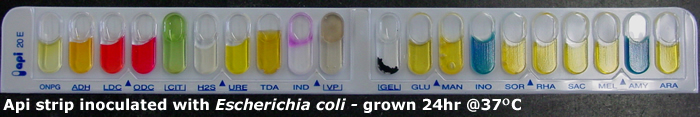 api 20 E
ONPG ADH LDC ODC CIT H2S URE TDA IND VP GEL GLU MAN INO SOR RHA SAC MEL AMY ARA
Api strip inoculated with Escherichia coli - grown 24hr @37°C